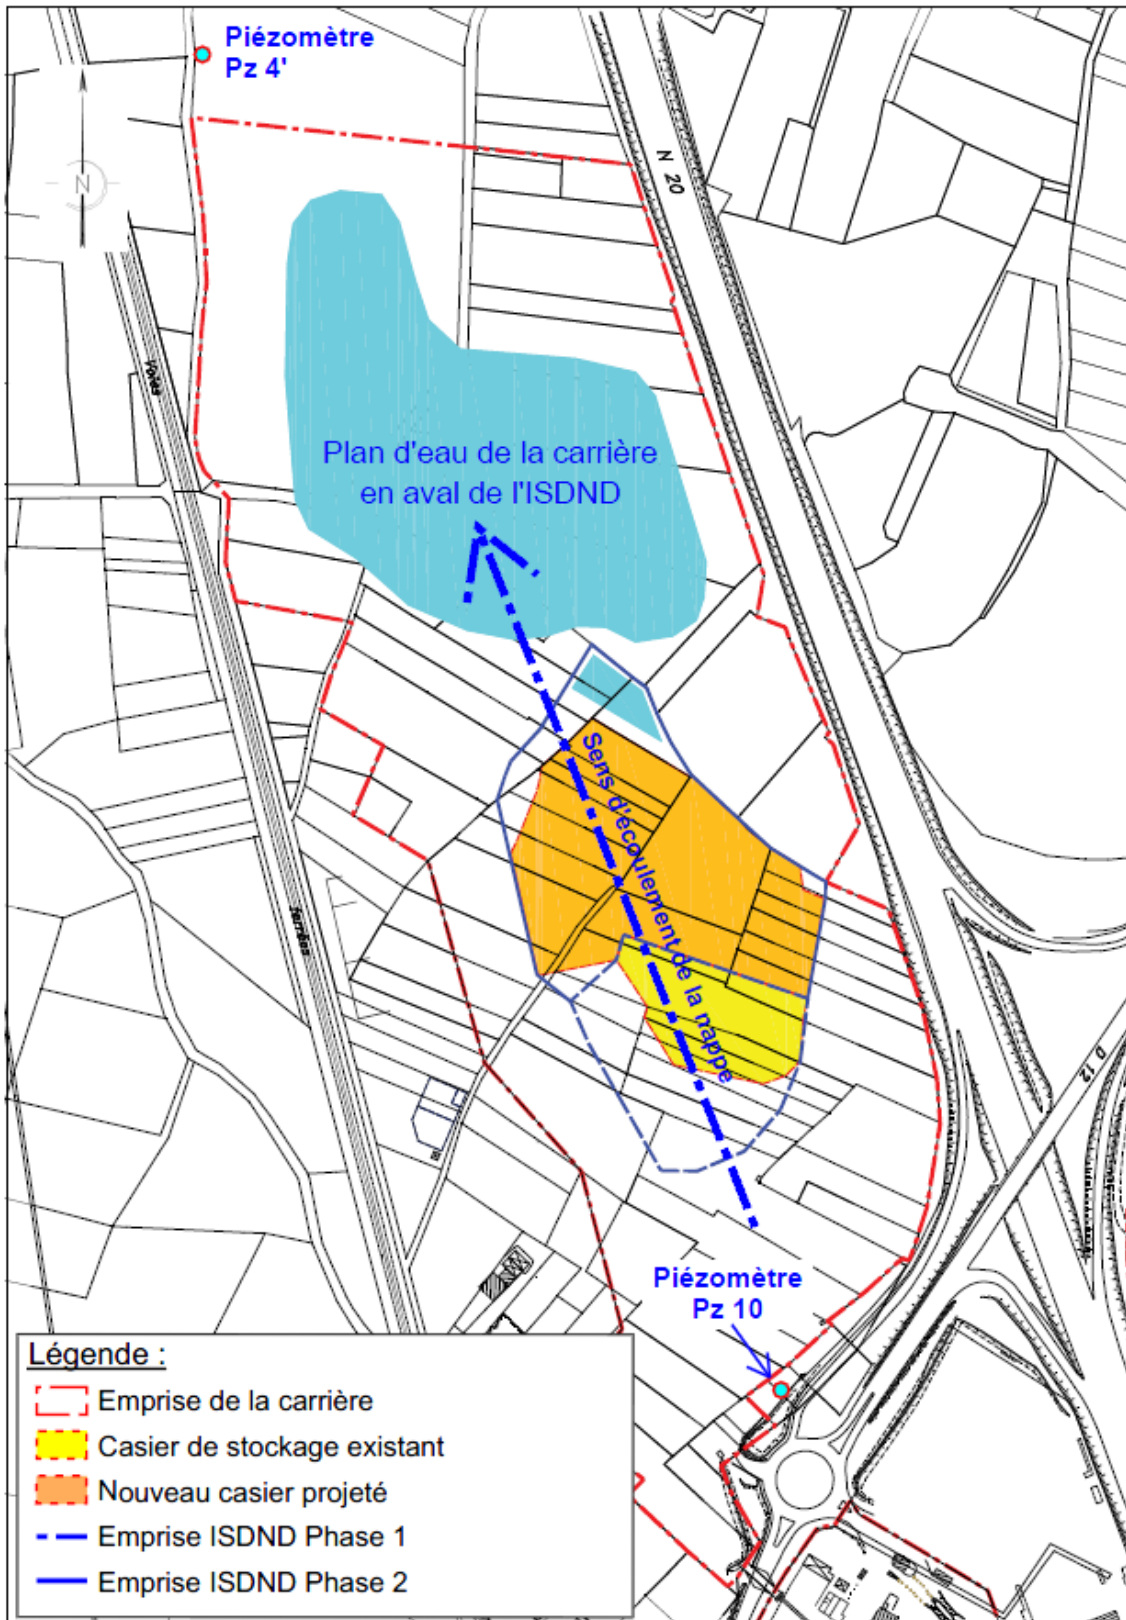 Piézomètre
Pz 4'
N
N 20
Voies
Plan d'eau de la carrière
en aval de l'ISDND
Sens d'écoulement de la nappe
ferrées
D 12
Piézomètre
Pz 10
Légende :
Emprise de la carrière
Casier de stockage existant
Nouveau casier projeté
Emprise ISDND Phase 1
Emprise ISDND Phase 2